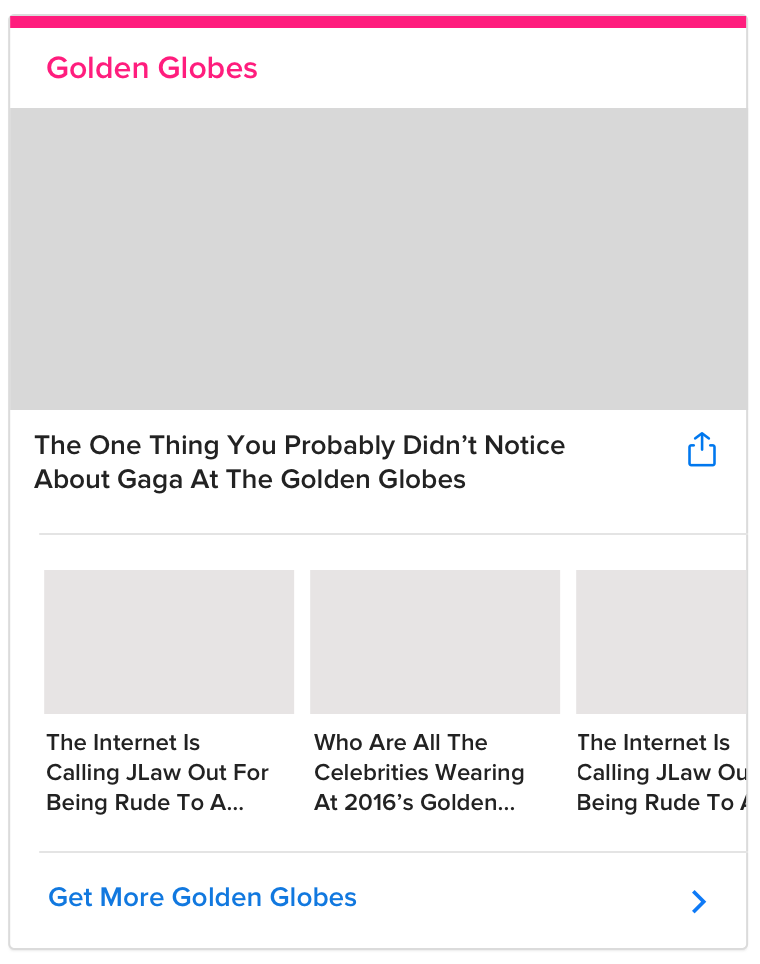 Golden Globes
The One Thing You Probably Didn’t Notice
About Gaga At The Golden Globes
The Internet Is
Calling JLaw Out For
Being Rude To A...
Who Are All The
Celebrities Wearing
At 2016’s Golden...
The Internet Is
Calling JLaw Ou
Being Rude To A
Get More Golden Globes